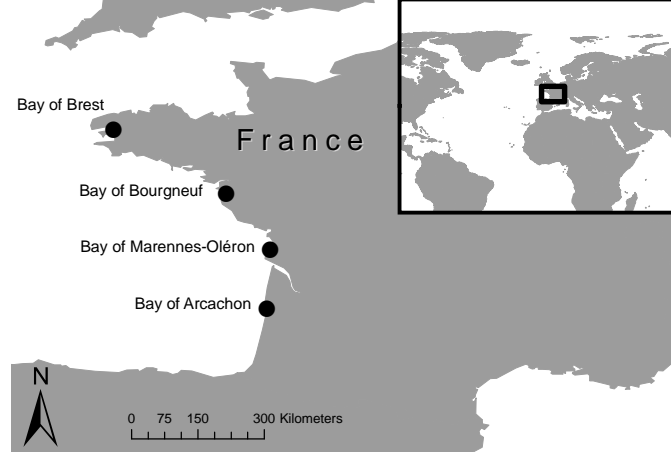 Bay of Brest
France
Bay of Bourgneuf
Bay of Marennes-Oléron
Bay of Arcachon
N
0 75 150 300 Kilometers